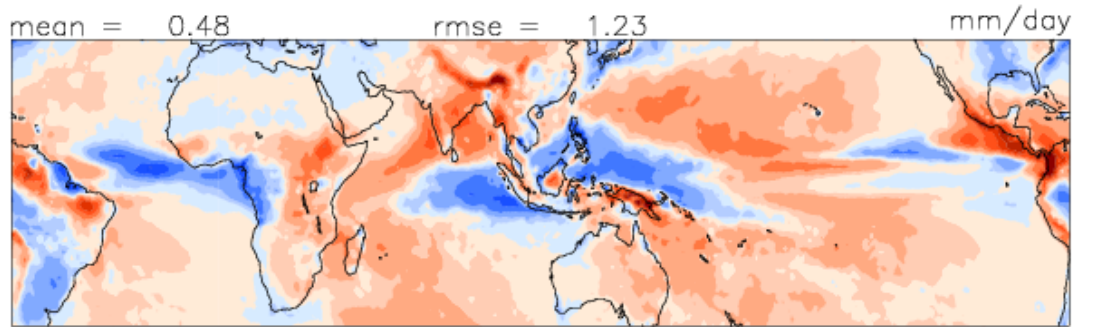 mean = 0.48 rmse = 1.23 mm/day